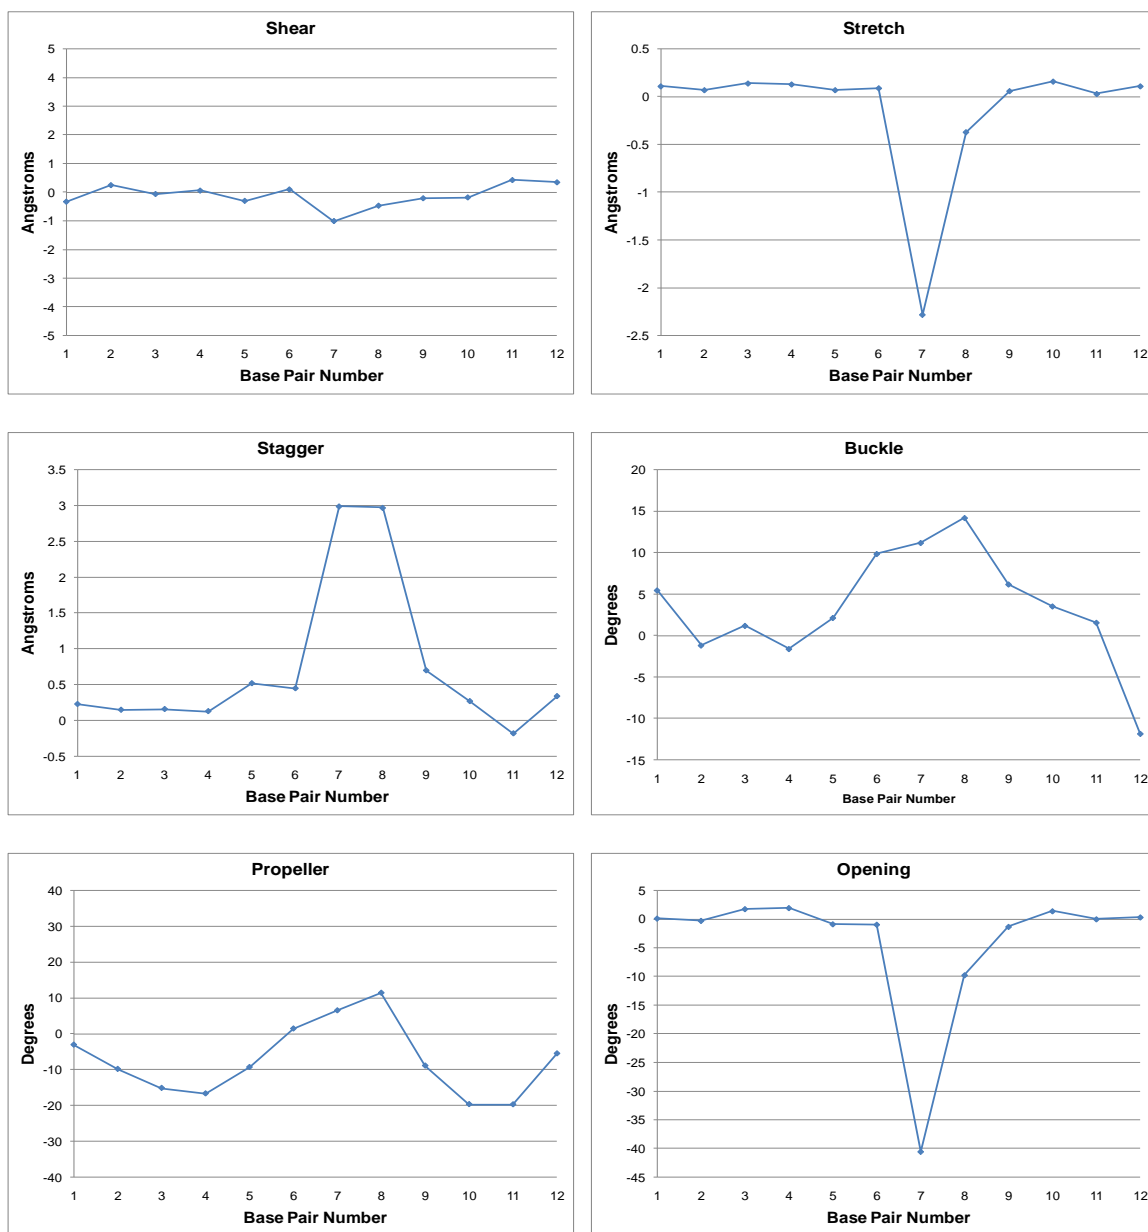 Shear
5
4
3
2
1
0
-1
-2
-3
-4
-5
Angstroms
1 2 3 4 5 6 7 8 9 10 11 12
Base Pair Number
Stretch
0.5
0
-0.5
-1
-1.5
-2
-2.5
Angstroms
1 2 3 4 5 6 7 8 9 10 11 12
Base Pair Number
Stagger
3.5
3
2.5
2
1.5
1
0.5
0
-0.5
Angstroms
1 2 3 4 5 6 7 8 9 10 11 12
Base Pair Number
Buckle
20
15
10
5
0
-5
-10
-15
Degrees
1 2 3 4 5 6 7 8 9 10 11 12
Base Pair Number
Propeller
40
30
20
10
0
-10
-20
-30
-40
Degrees
1 2 3 4 5 6 7 8 9 10 11 12
Base Pair Number
Opening
5
0
-5
-10
-15
-20
-25
-30
-35
-40
-45
Degrees
1 2 3 4 5 6 7 8 9 10 11 12
Base Pair Number